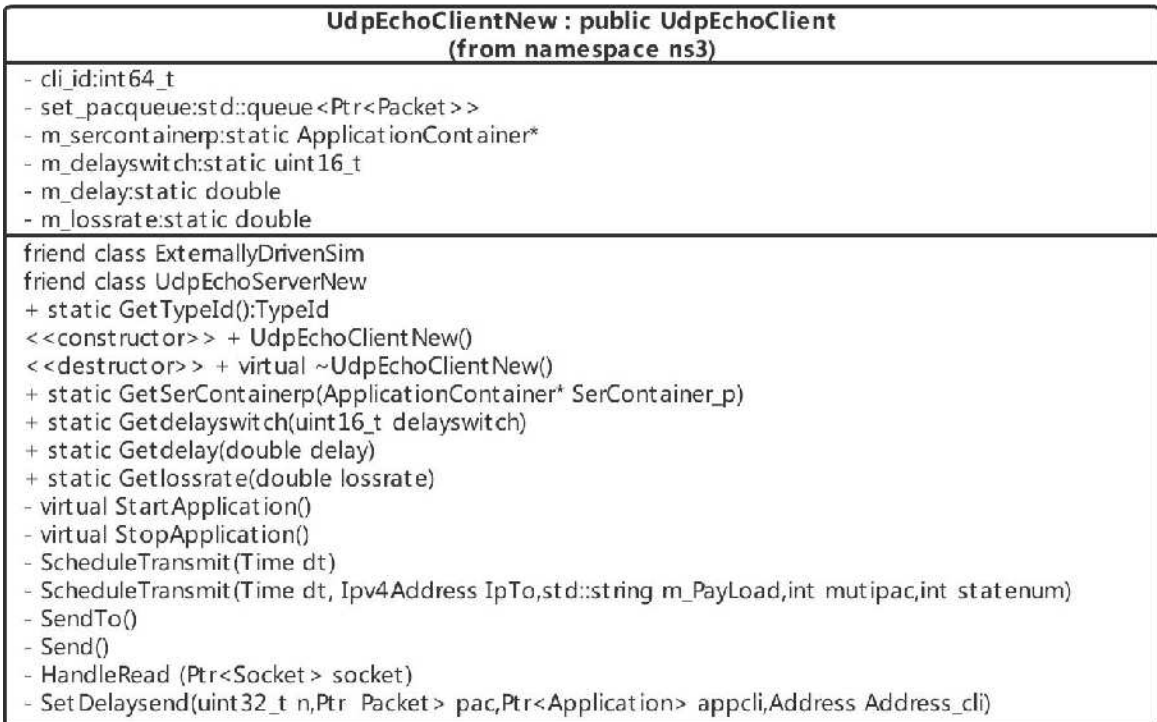 UdpEchoClientNew : public UdpEchoClient
(from namespace ns3)
- cli_id:int64_t
- set_pacqueue:std::queue<Ptr<Packet>>
- m_sercontainerp:static ApplicationContainer*
- m_delayswitch:static uint16_t
- m_delay:static double
- m_lossrate:static double
friend class ExternallyDrivenSim
friend class UdpEchoServerNew
+ static GetTypeId():TypeId
<<constructor>> + UdpEchoClientNew()
<<destructor>> + virtual ~UdpEchoClientNew()
+ static GetSerContainerp(ApplicationContainer* SerContainer_p)
+ static Getdelayswitch(uint16_t delayswitch)
+ static Getdelay(double delay)
+ static Getlossrate(double lossrate)
- virtual StartApplication()
- virtual StopApplication()
- ScheduleTransmit(Time dt)
- ScheduleTransmit(Time dt, Ipv4Address IpTo,std::string m_PayLoad,int mutipac,int statenum)
- SendTo()
- Send()
- HandleRead (Ptr<Socket> socket)
- SetDelaysend(uint32_t n,Ptr Packet> pac,Ptr<Application> appcli,Address Address_cli)